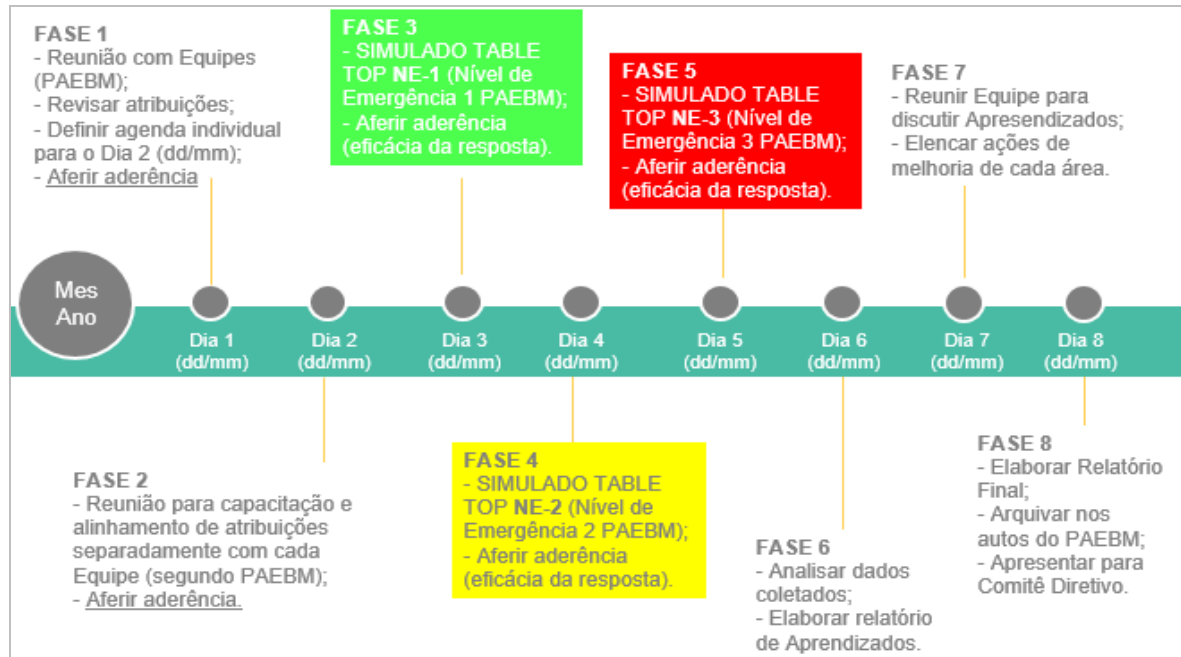 FASE 1
- Reunião com Equipes
(PAEBM);
- Revisar atribuições;
- Definir agenda individual
para o Dia 2 (dd/mm);
- Aferir aderência
FASE 3
- SIMULADO TABLE
TOP NE-1 (Nível de
Emergência 1 PAEBM);
- Aferir aderência
(eficácia da resposta).
FASE 5
- SIMULADO TABLE
TOP NE-3 (Nível de
Emergência 3 PAEBM);
- Aferir aderência
(eficácia da resposta).
FASE 7
- Reunir Equipe para
discutir Apresendizados;
- Elencar ações de
melhoria de cada área.
Mes
Ano
Dia 1
(dd/mm)
Dia 2
(dd/mm)
Dia 3
(dd/mm)
Dia 4
(dd/mm)
Dia 5
(dd/mm)
Dia 6
(dd/mm)
Dia 7
(dd/mm)
Dia 8
(dd/mm)
FASE 2
- Reunião para capacitação e
alinhamento de atribuições
separadamente com cada
Equipe (segundo PAEBM);
- Aferir aderência.
FASE 4
- SIMULADO TABLE
TOP NE-2 (Nível de
Emergência 2 PAEBM);
- Aferir aderência
(eficácia da resposta).
FASE 6
- Analisar dados
coletados;
- Elaborar relatório
de Aprendizados.
FASE 8
- Elaborar Relatório
Final;
- Arquivar nos
autos do PAEBM;
- Apresentar para
Comitê Diretivo.